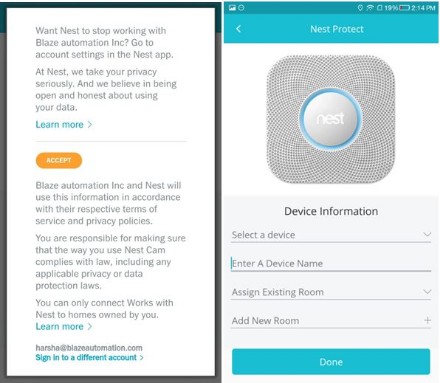 Want Nest to stop working with
Blaze automation Inc? Go to
account settings in the Nest app.
At Nest, we take your privacy
seriously. And we believe in being
open and honest about using
your data.
Learn more >
ACCEPT
Blaze automation Inc and Nest will
use this information in accordance
with their respective terms of
service and privacy policies.
You are responsible for making sure
that the way you use Nest Cam
complies with law, including any
applicable privacy or data
protection laws.
You can only connect Works with
Nest to homes owned by you.
Learn more >
harsha@blazeautomation.com
Sign in to a different account >
19% 2:14 PM
Nest Protect
nest
Device Information
Select a device
Enter A Device Name
Assign Existing Room
Add New Room +
Done